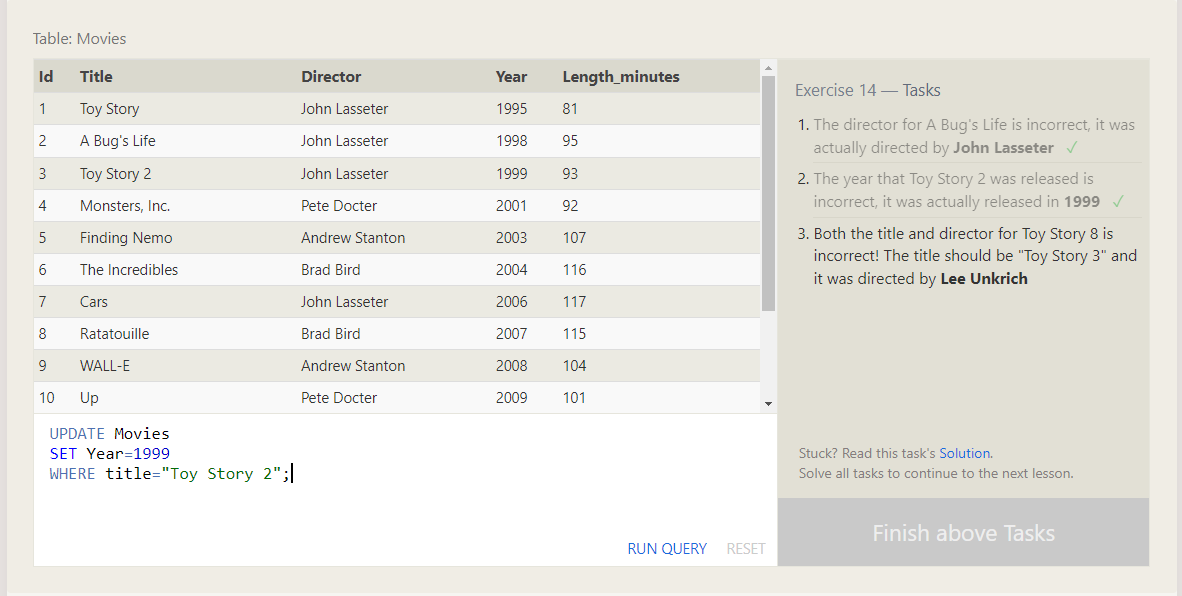 Table: Movies
Id Title Director Year Length_minutes
1 Toy Story John Lasseter 1995 81
2 A Bug's Life John Lasseter 1998 95
3 Toy Story 2 John Lasseter 1999 93
4 Monsters, Inc. Pete Docter 2001 92
5 Finding Nemo Andrew Stanton 2003 107
6 The Incredibles Brad Bird 2004 116
7 Cars John Lasseter 2006 117
8 Ratatouille Brad Bird 2007 115
9 WALL-E Andrew Stanton 2008 104
10 Up Pete Docter 2009 101
UPDATE Movies
SET Year=1999
WHERE title="Toy Story 2";
RUN QUERY RESET
Exercise 14 — Tasks
1. The director for A Bug's Life is incorrect, it was
actually directed by John Lasseter ✓
2. The year that Toy Story 2 was released is
incorrect, it was actually released in 1999 ✓
3. Both the title and director for Toy Story 8 is
incorrect! The title should be "Toy Story 3" and
it was directed by Lee Unkrich
Stuck? Read this task's Solution.
Solve all tasks to continue to the next lesson.
Finish above Tasks